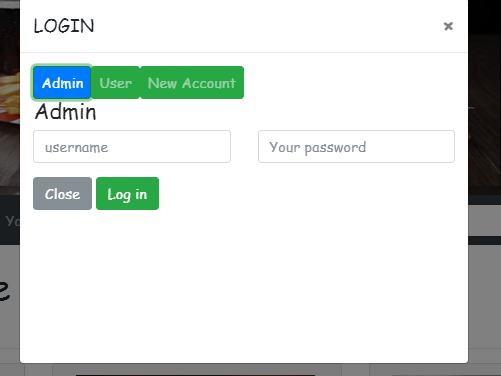 LOGIN ×
Admin User New Account
Admin
username Your password
Close Log in